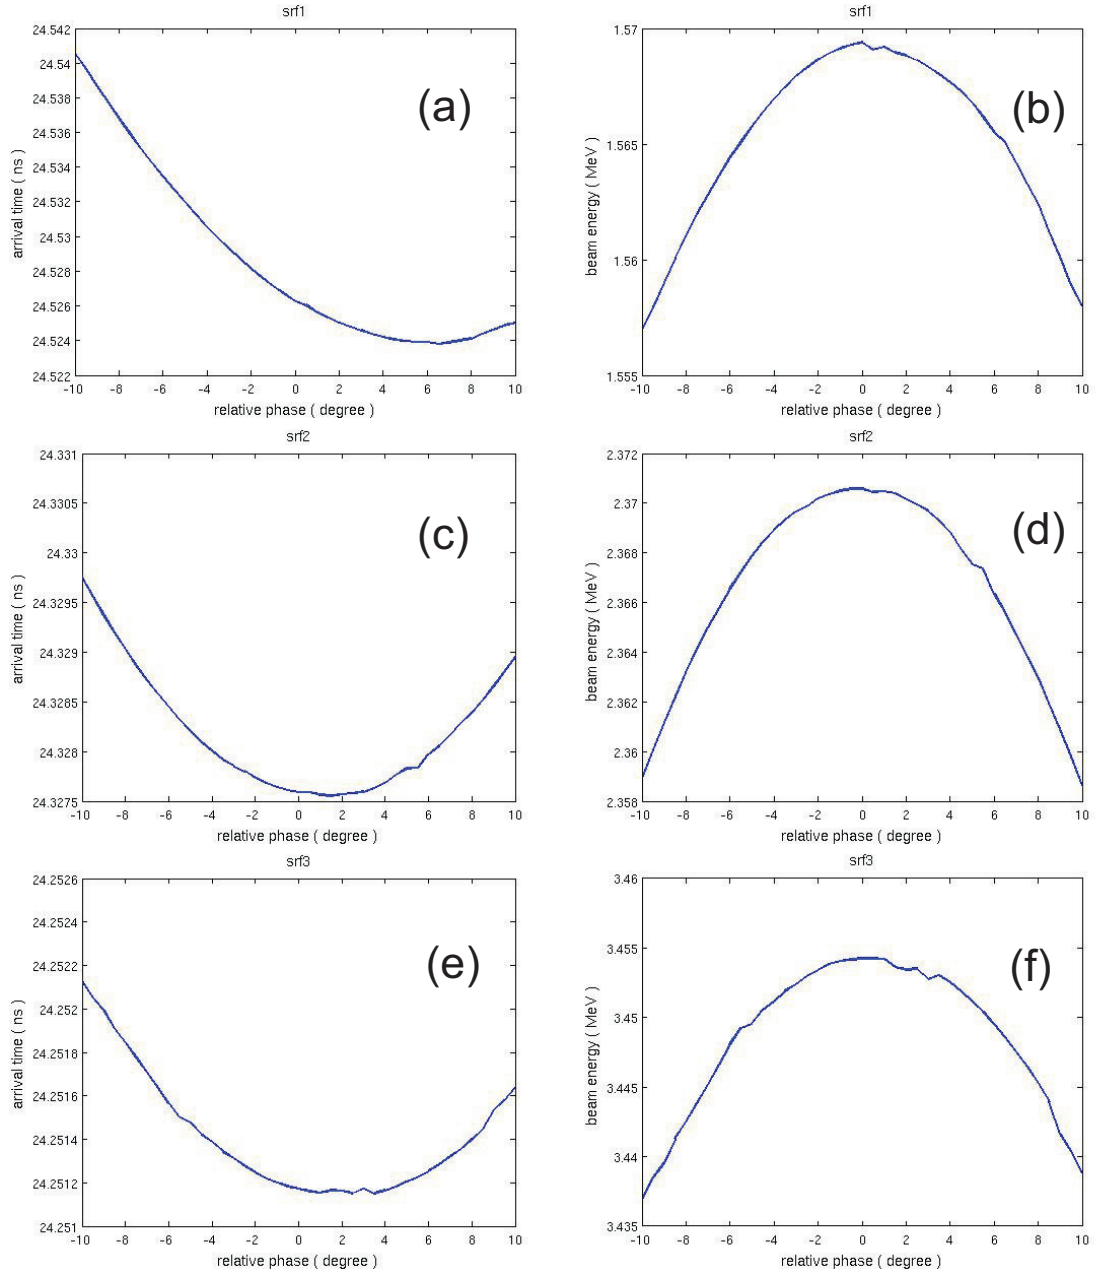 srf1
24.542
24.54
24.538
24.536
24.534
24.532
24.53
24.528
24.526
24.524
24.522
arrival time ( ns )
(a)
-10 -8 -6 -4 -2 0 2 4 6 8 10
relative phase ( degree )
srf1
1.57
1.565
1.56
1.555
beam energy ( MeV )
(b)
-10 -8 -6 -4 -2 0 2 4 6 8 10
relative phase ( degree )
srf2
24.331
24.3305
24.33
24.3295
24.329
24.3285
24.328
24.3275
arrival time ( ns )
(c)
-10 -8 -6 -4 -2 0 2 4 6 8 10
relative phase ( degree )
srf2
2.372
2.37
2.368
2.366
2.364
2.362
2.36
2.358
beam energy ( MeV )
(d)
-10 -8 -6 -4 -2 0 2 4 6 8 10
relative phase ( degree )
srf3
24.2526
24.2524
24.2522
24.252
24.2518
24.2516
24.2514
24.2512
24.251
arrival time ( ns )
(e)
-10 -8 -6 -4 -2 0 2 4 6 8 10
relative phase ( degree )
srf3
3.46
3.455
3.45
3.445
3.44
3.435
beam energy ( MeV )
(f)
-10 -8 -6 -4 -2 0 2 4 6 8 10
relative phase ( degree )